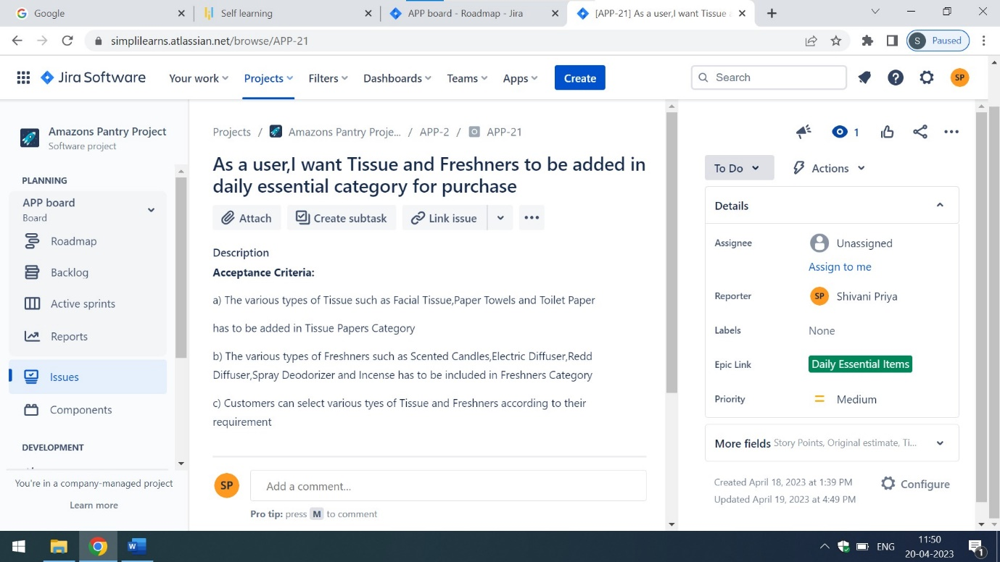 Google
Self learning
APP board - Roadmap - Jira
[APP-21] As a user,I want Tissue a
simplilearns.atlassian.net/browse/APP-21
S Paused
Jira Software
Your work
Projects
Filters
Dashboards
Teams
Apps
Create
Search
SP
Amazons Pantry Project
Software project
PLANNING
APP board
Board
Roadmap
Backlog
Active sprints
Reports
Issues
Components
DEVELOPMENT
You're in a company-managed project
Learn more
Projects / Amazons Pantry Proje... / APP-2 / APP-21
As a user,I want Tissue and Freshners to be added in
daily essential category for purchase
Attach
Create subtask
Link issue
Description
Acceptance Criteria:
a) The various types of Tissue such as Facial Tissue,Paper Towels and Toilet Paper
has to be added in Tissue Papers Category
b) The various types of Freshners such as Scented Candles,Electric Diffuser,Redd
Diffuser,Spray Deodorizer and Incense has to be included in Freshners Category
c) Customers can select various tyes of Tissue and Freshners according to their
requirement
SP
Add a comment...
Pro tip: press M to comment
1
To Do
Actions
Details
Assignee
Unassigned
Assign to me
Reporter
SP Shivani Priya
Labels
None
Epic Link
Daily Essential Items
Priority
Medium
More fields Story Points, Original estimate, Ti...
Created April 18, 2023 at 1:39 PM
Updated April 19, 2023 at 4:49 PM
Configure
W
ENG
11:50
20-04-2023
1